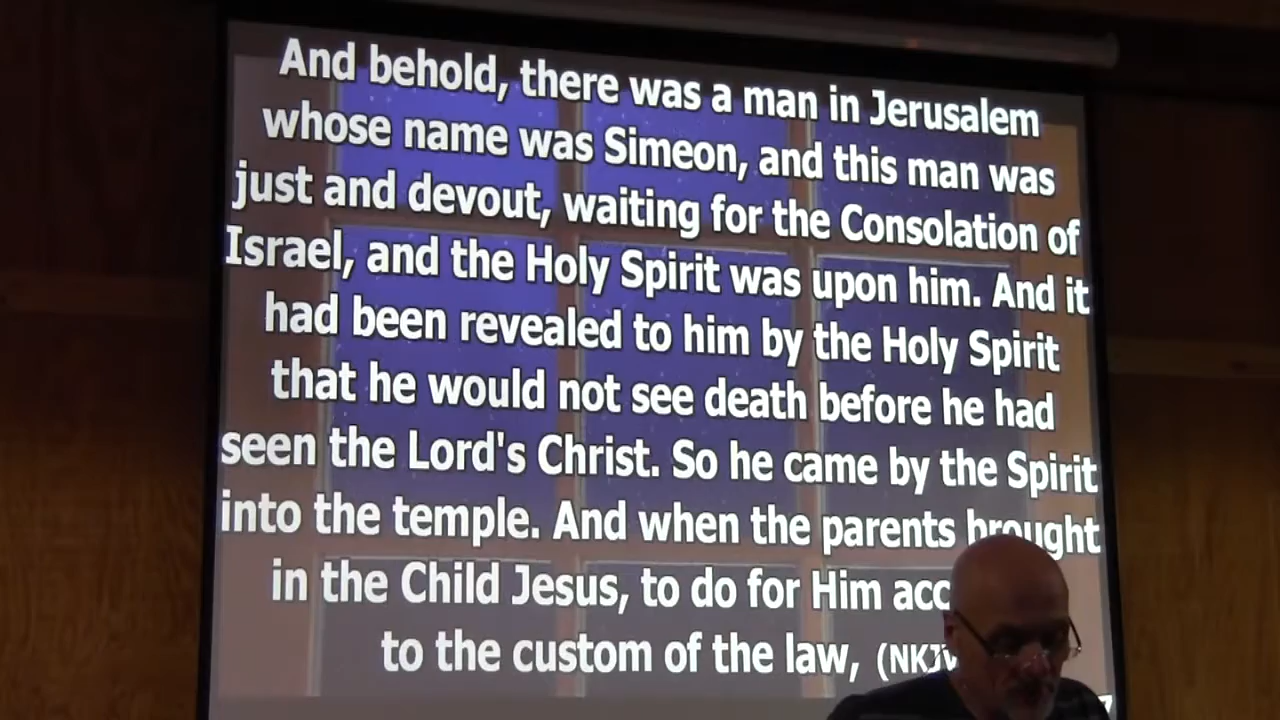 And behold, there was a man in Jerusalem
whose name was Simeon, and this man was
just and devout, waiting for the Consolation of
Israel, and the Holy Spirit was upon him. And it
had been revealed to him by the Holy Spirit
that he would not see death before he had
seen the Lord's Christ. So he came by the Spirit
into the temple. And when the parents brought
in the Child Jesus, to do for Him
to the custom of the law,